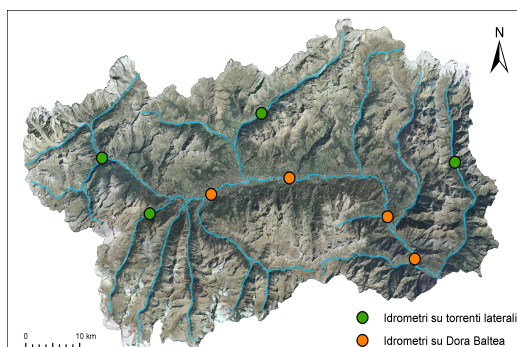 N
Idrometri su torrenti laterali
0 10 km
Idrometri su Dora Baltea